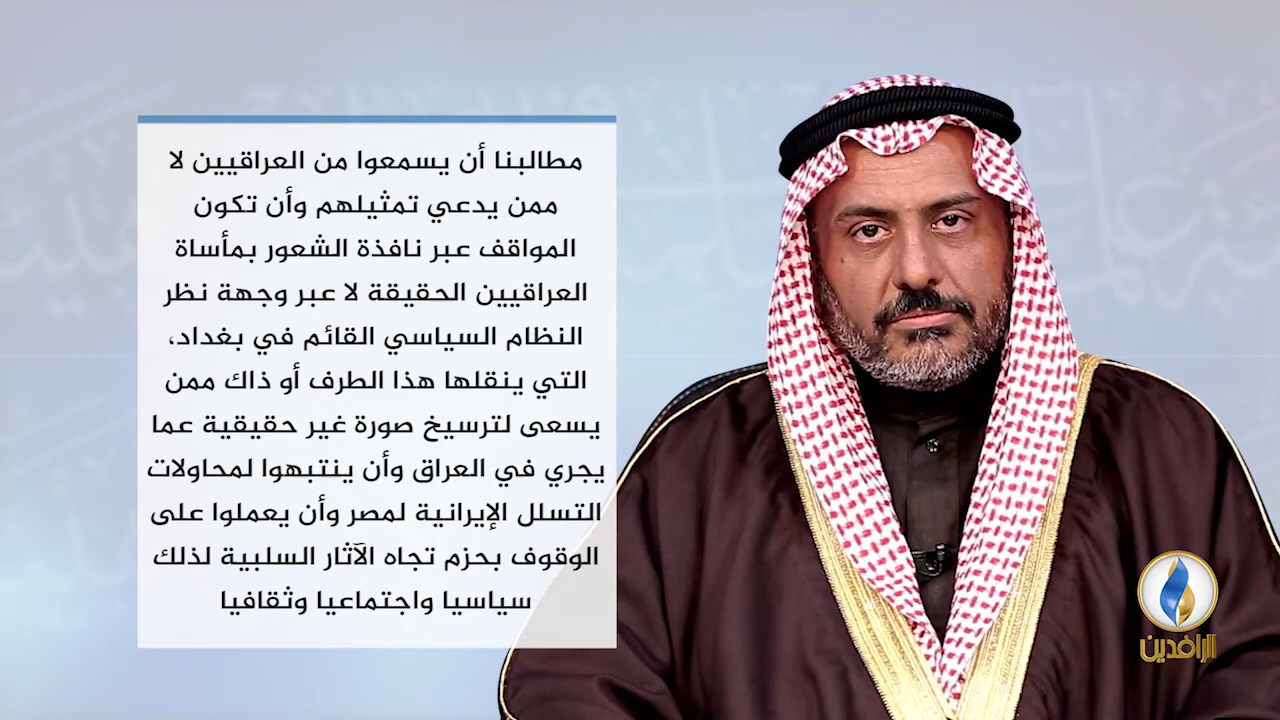 مطالبنا أن يسمعوا من العراقيين لا
ممن يدعي تمثيلهم وأن تكون
المواقف عبر نافذة الشعور بمأساة
العراقيين الحقيقة لا عبر وجهة نظر
النظام السياسي القائم في بغداد،
التي ينقلها هذا الطرف أو ذاك ممن
يسعى لترسيخ صورة غير حقيقية عما
يجري في العراق وأن ينتبهوا لمحاولات
التسلل الإيرانية لمصر وأن يعملوا على
الوقوف بحزم تجاه الآثار السلبية لذلك
سياسيا واجتماعيا وثقافيا
الرافدين